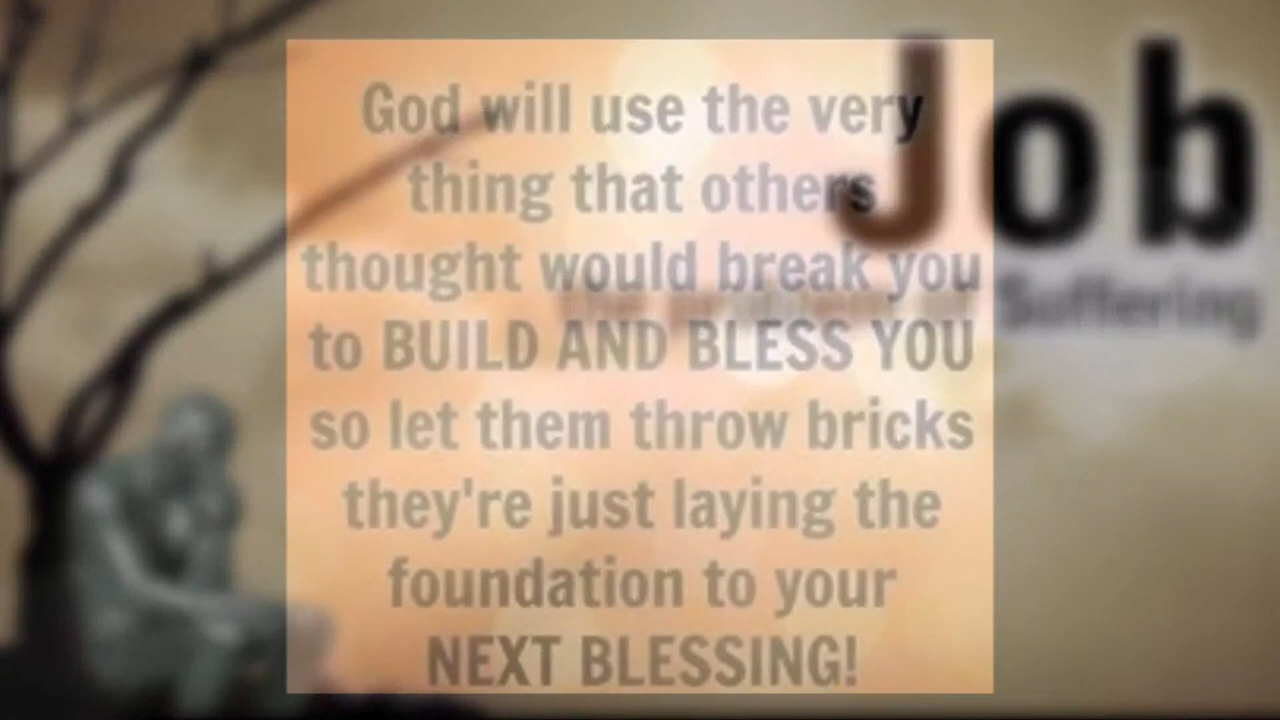 God will use the very
thing that others
thought would break you
to BUILD AND BLESS YOU
so let them throw bricks
they're just laying the
foundation to your
NEXT BLESSING!
Job
Suffering